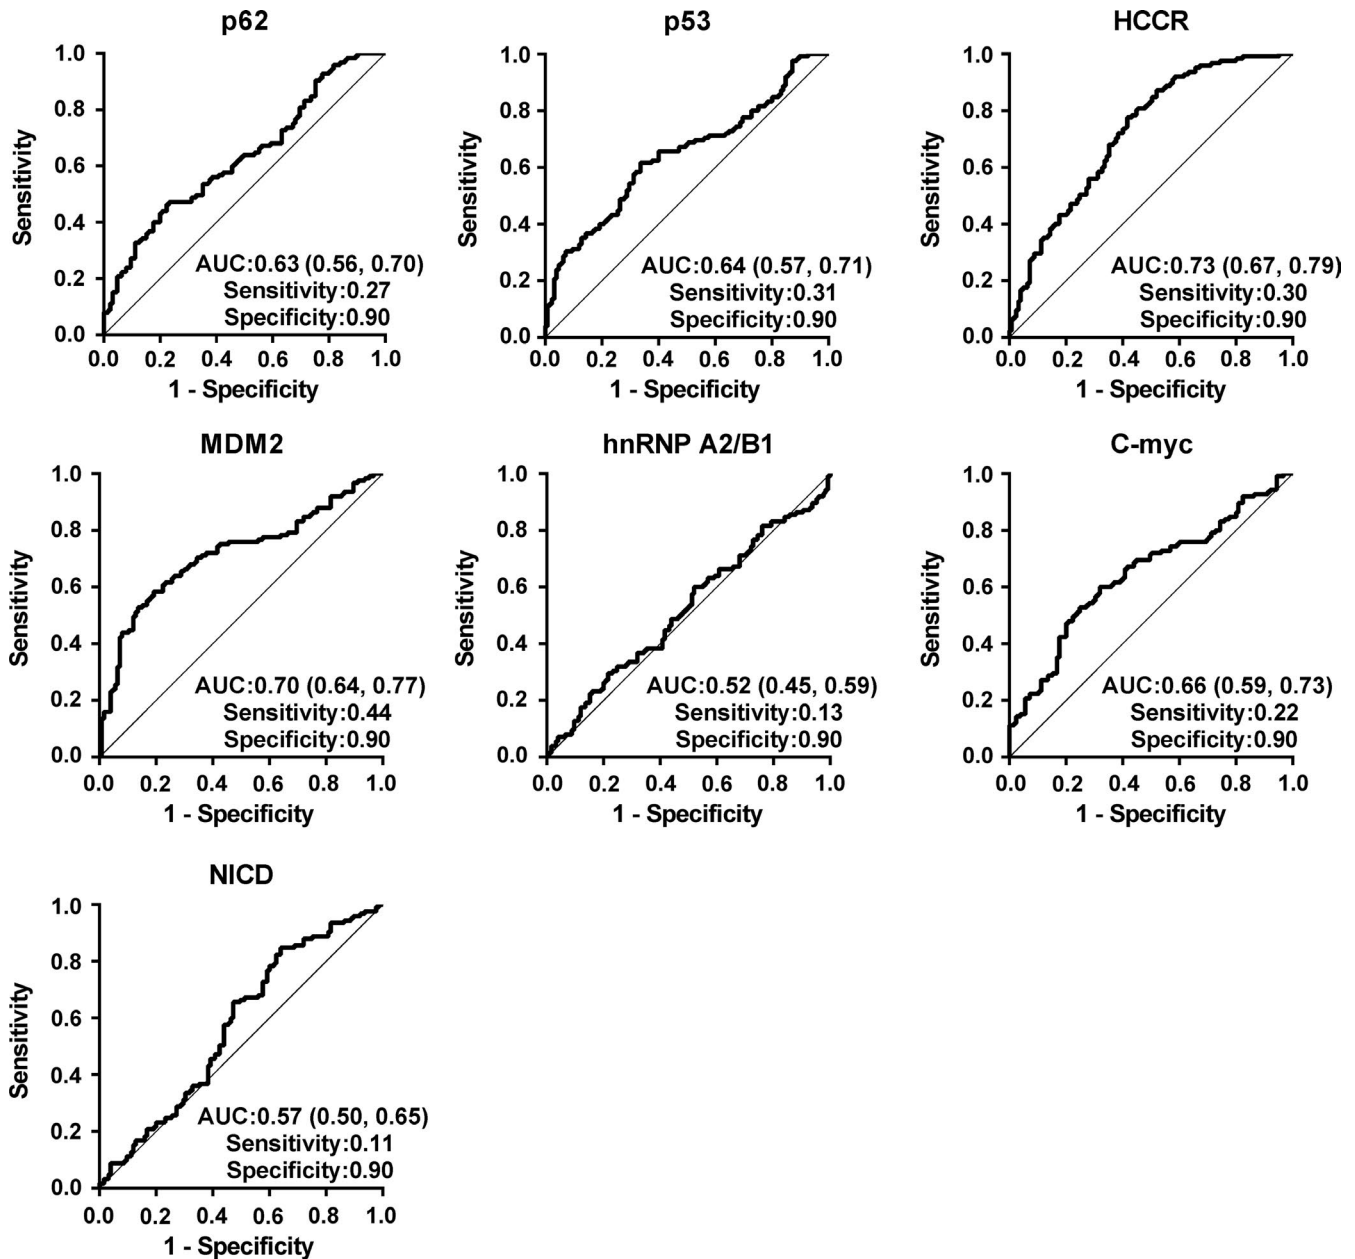 p62
1.0
0.8
0.6
0.4
0.2
0.0
Sensitivity
AUC:0.63 (0.56, 0.70)
Sensitivity:0.27
Specificity:0.90
0.0 0.2 0.4 0.6 0.8 1.0
1 - Specificity
p53
1.0
0.8
0.6
0.4
0.2
0.0
Sensitivity
AUC:0.64 (0.57, 0.71)
Sensitivity:0.31
Specificity:0.90
0.0 0.2 0.4 0.6 0.8 1.0
1 - Specificity
HCCR
1.0
0.8
0.6
0.4
0.2
0.0
Sensitivity
AUC:0.73 (0.67, 0.79)
Sensitivity:0.30
Specificity:0.90
0.0 0.2 0.4 0.6 0.8 1.0
1 - Specificity
MDM2
1.0
0.8
0.6
0.4
0.2
0.0
Sensitivity
AUC:0.70 (0.64, 0.77)
Sensitivity:0.44
Specificity:0.90
0.0 0.2 0.4 0.6 0.8 1.0
1 - Specificity
hnRNP A2/B1
1.0
0.8
0.6
0.4
0.2
0.0
Sensitivity
AUC:0.52 (0.45, 0.59)
Sensitivity:0.13
Specificity:0.90
0.0 0.2 0.4 0.6 0.8 1.0
1 - Specificity
C-myc
1.0
0.8
0.6
0.4
0.2
0.0
Sensitivity
AUC:0.66 (0.59, 0.73)
Sensitivity:0.22
Specificity:0.90
0.0 0.2 0.4 0.6 0.8 1.0
1 - Specificity
NICD
1.0
0.8
0.6
0.4
0.2
0.0
Sensitivity
AUC:0.57 (0.50, 0.65)
Sensitivity:0.11
Specificity:0.90
0.0 0.2 0.4 0.6 0.8 1.0
1 - Specificity